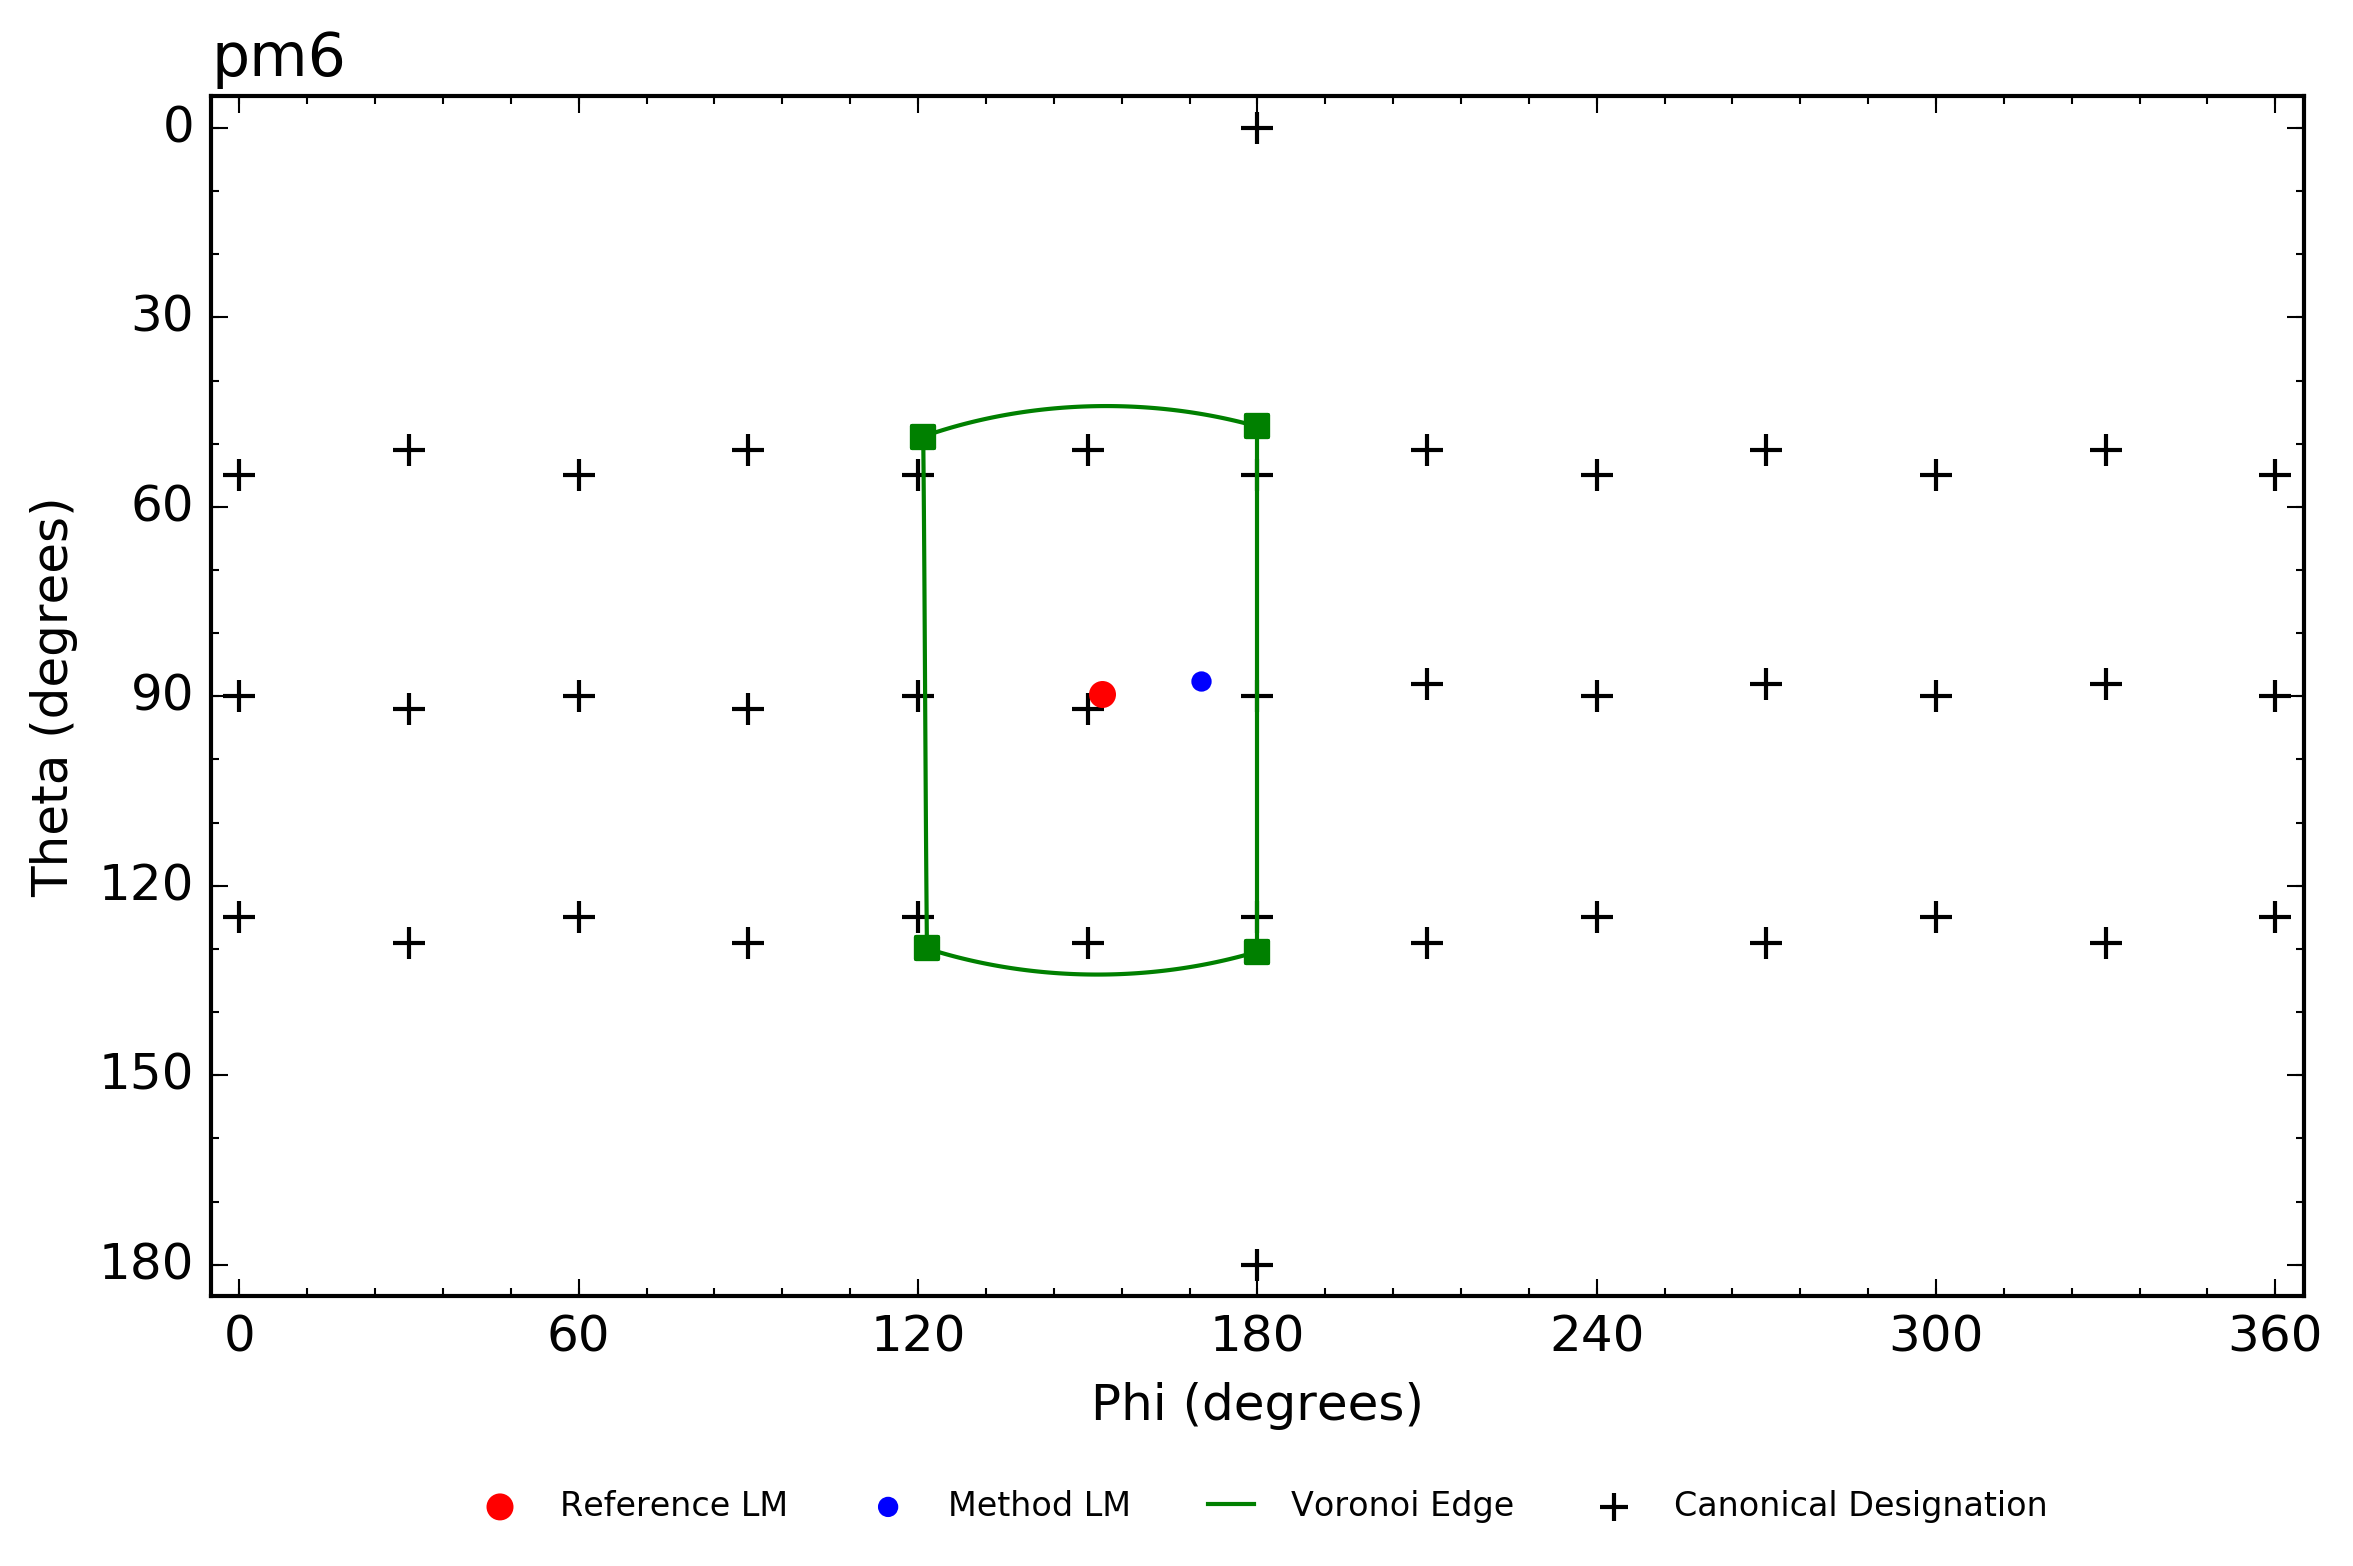 pm6
0
30
60
90
120
150
180
Theta (degrees)
0 60 120 180 240 300 360
Phi (degrees)
Reference LM Method LM Voronoi Edge Canonical Designation